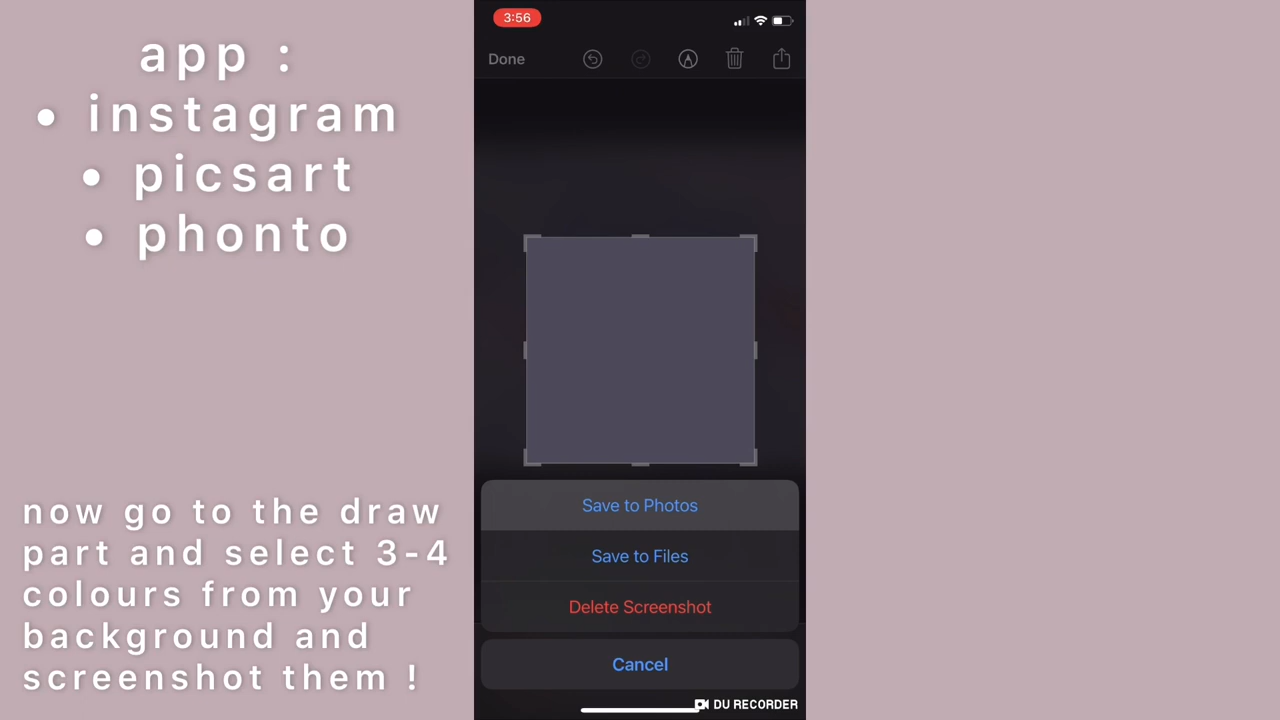 app :
• instagram
• picsart
• phonto
now go to the draw
part and select 3-4
colours from your
background and
screenshot them !
3:56
Done
Save to Photos
Save to Files
Delete Screenshot
Cancel
DU RECORDER